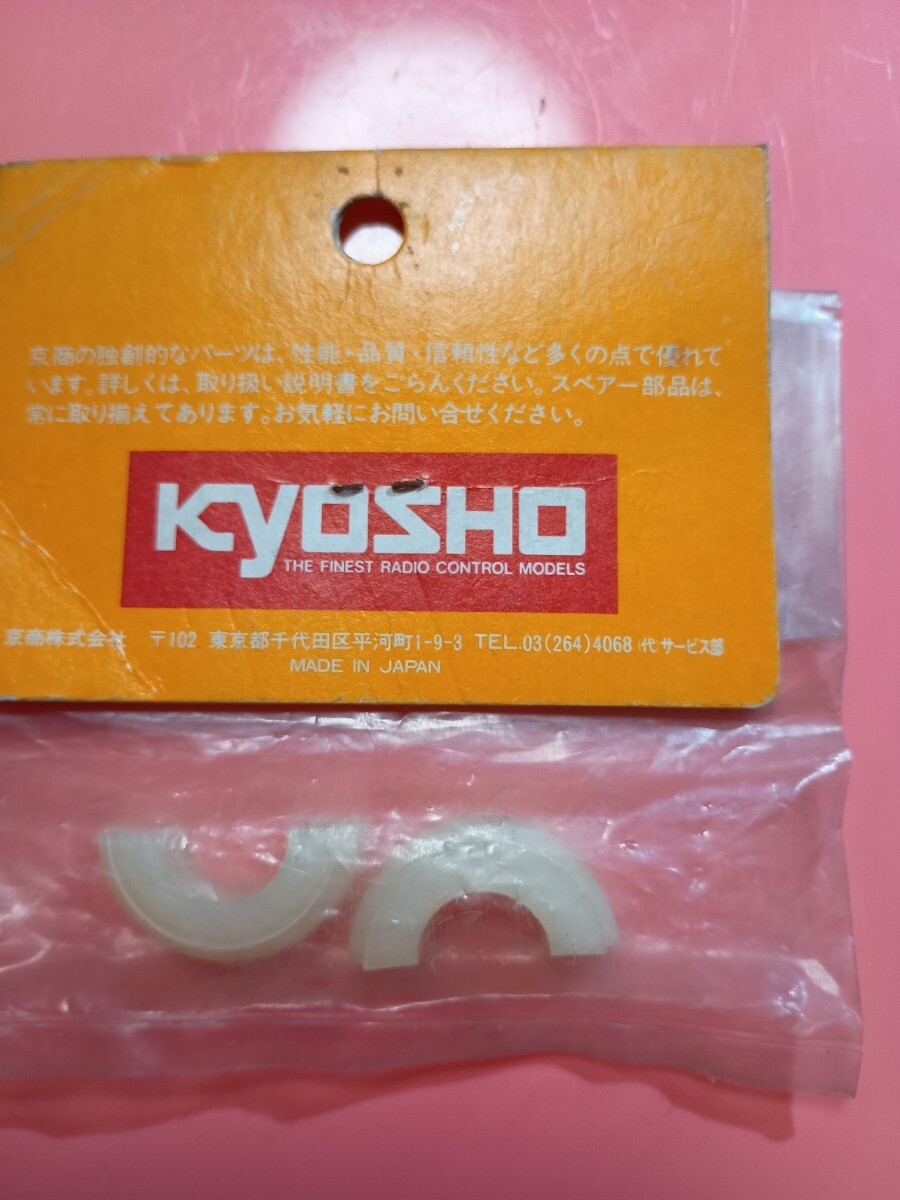 京商の独創的なパーツは、性能・品質・信頼性など多くの点で優れて
います。詳しくは、取り扱い説明書をごらんください。スペアー部品は、
常に取り揃えてあります。お気軽にお問い合せください。
KYOSHO
THE FINEST RADIO CONTROL MODELS
京商株式会社 〒102 東京都千代田区平河町1-9-3 TEL.03(264)4068 (代)サービス部
MADE IN JAPAN